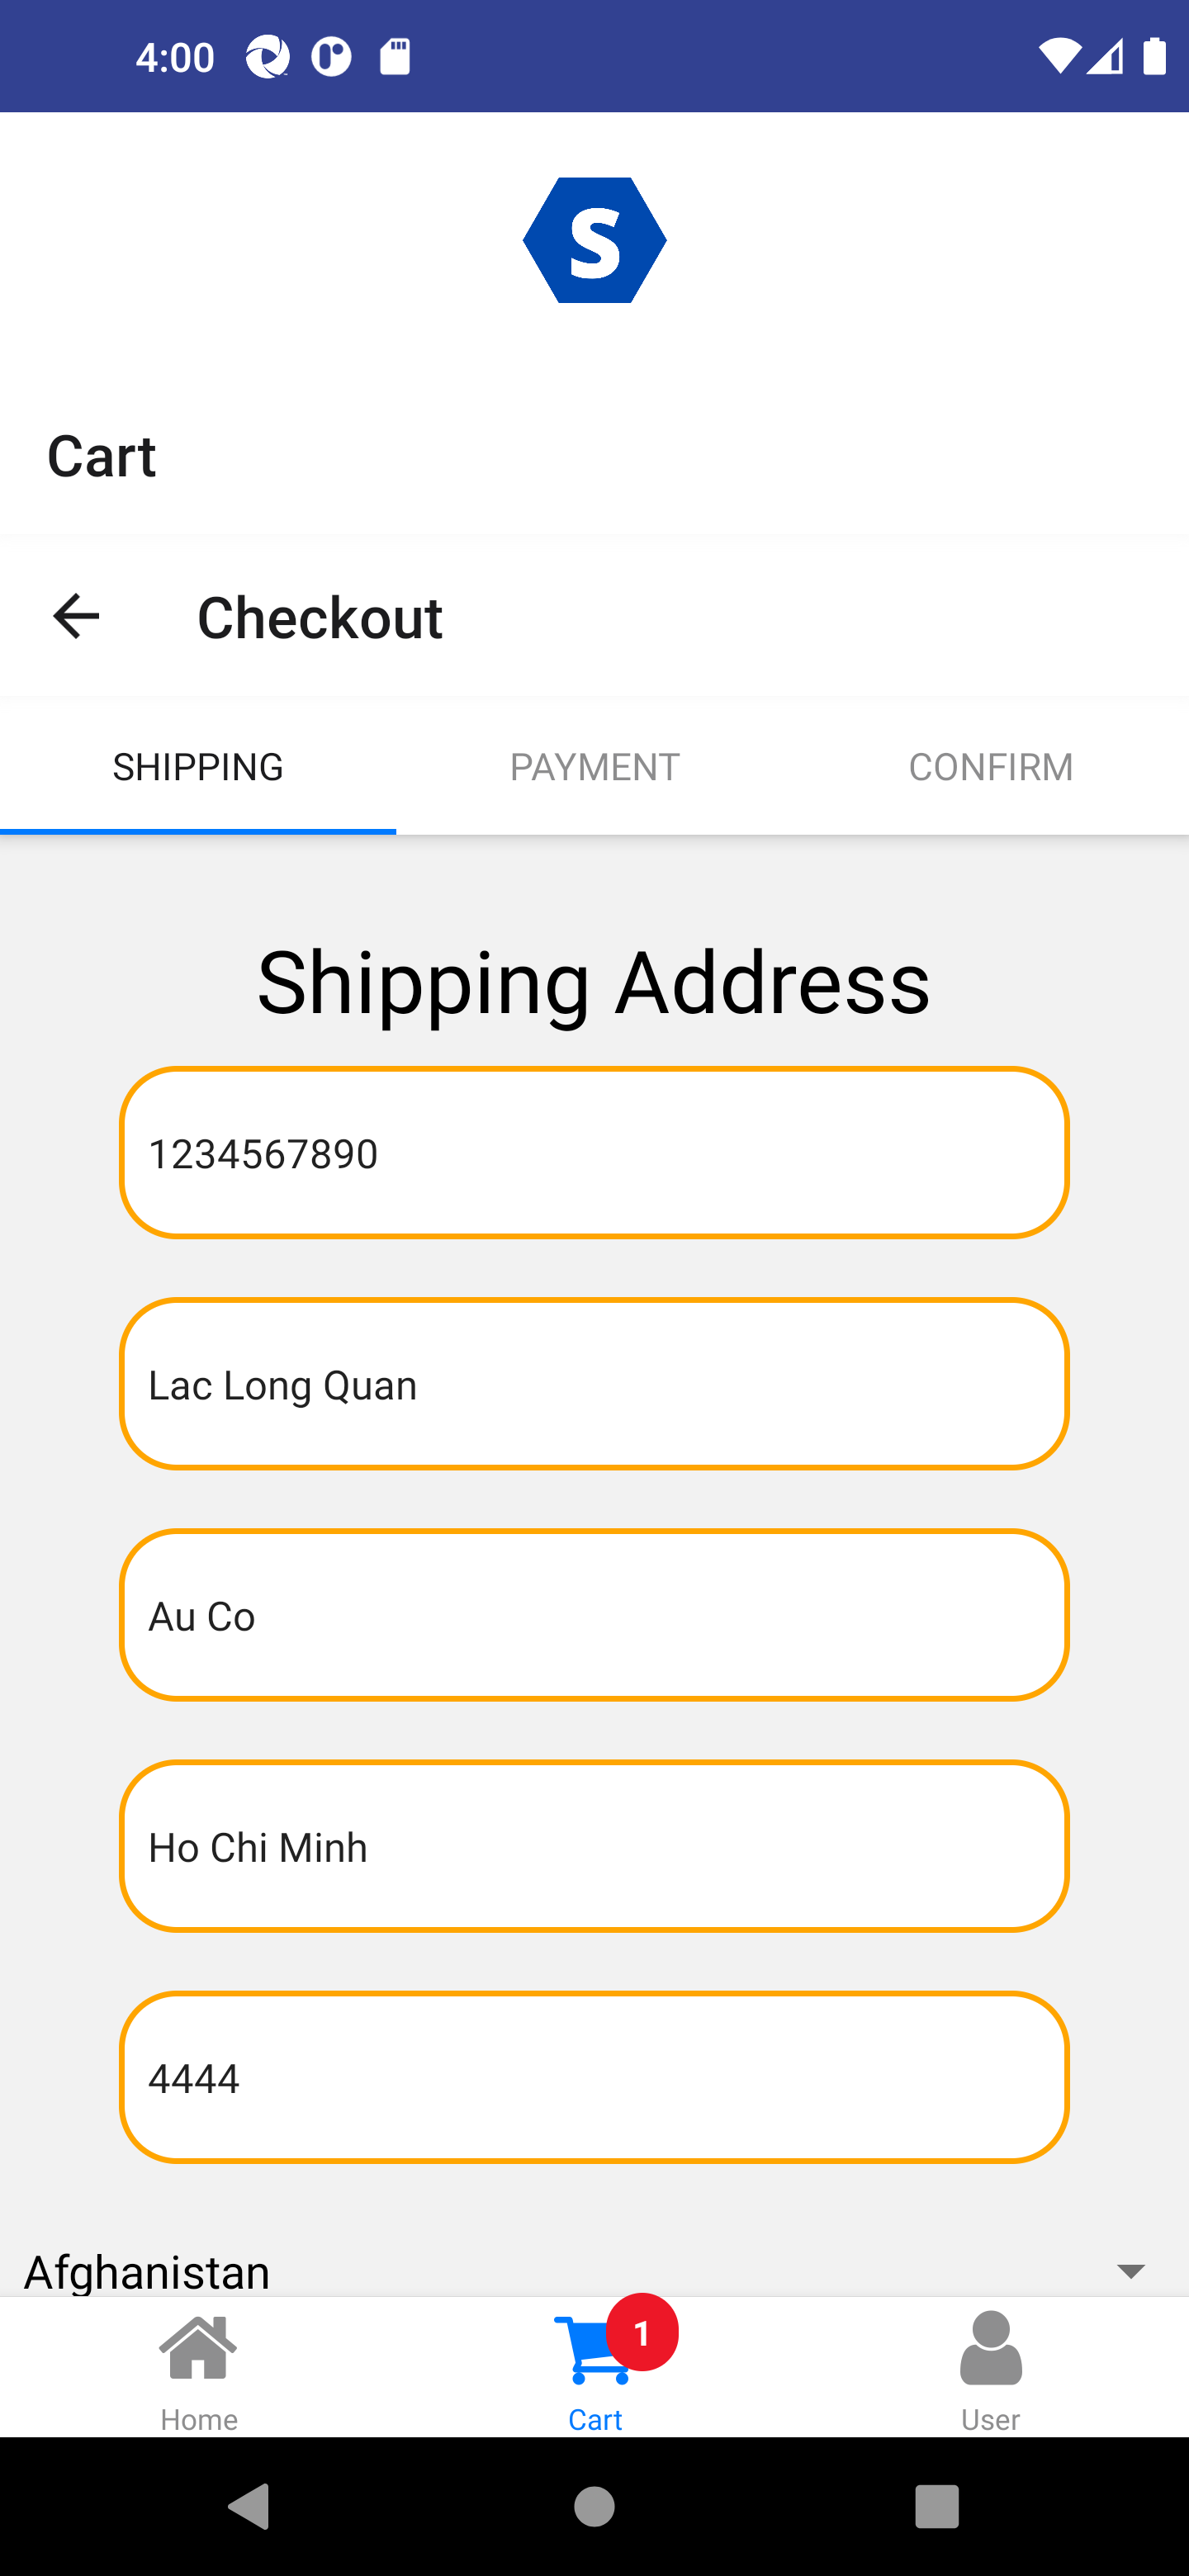 4:00
S
Cart
Checkout
SHIPPING PAYMENT CONFIRM
Shipping Address
1234567890
Lac Long Quan
Au Co
Ho Chi Minh
4444
Afghanistan
1
Home Cart User